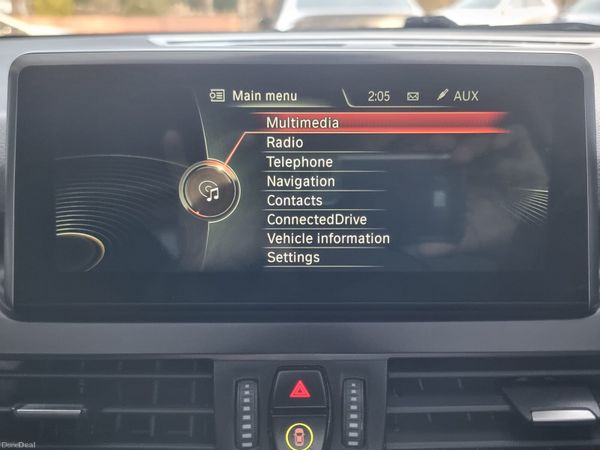 Main menu 2:05 AUX
Multimedia
Radio
Telephone
Navigation
Contacts
ConnectedDrive
Vehicle information
Settings
DoneDeal